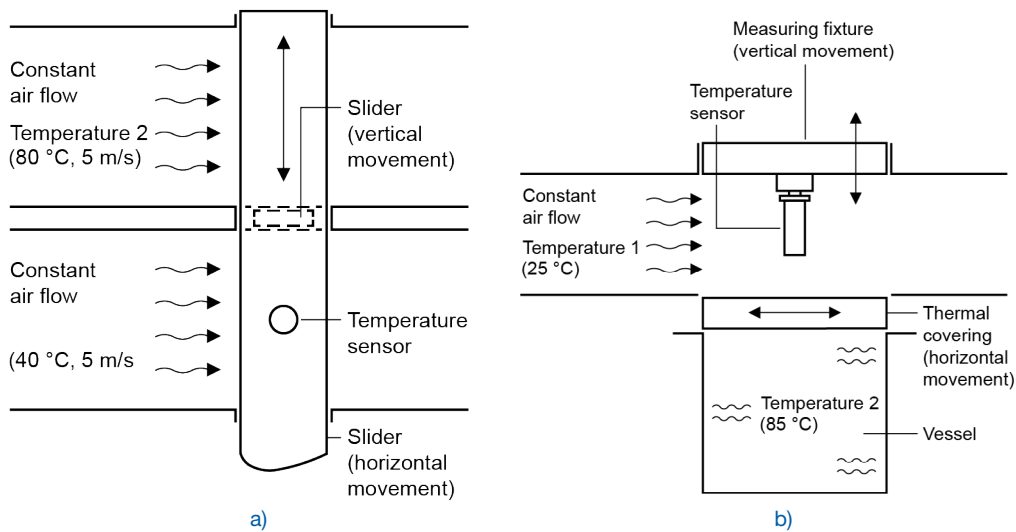 Constant
air flow
Temperature 2
(80 °C, 5 m/s)
Slider
(vertical
movement)
Constant
air flow
(40 °C, 5 m/s
Temperature
sensor
Slider
(horizontal
movement)
a)
Measuring fixture
(vertical movement)
Temperature
sensor
Constant
air flow
Temperature 1
(25 °C)
Thermal
covering
(horizontal
movement)
Temperature 2
(85 °C)
Vessel
b)